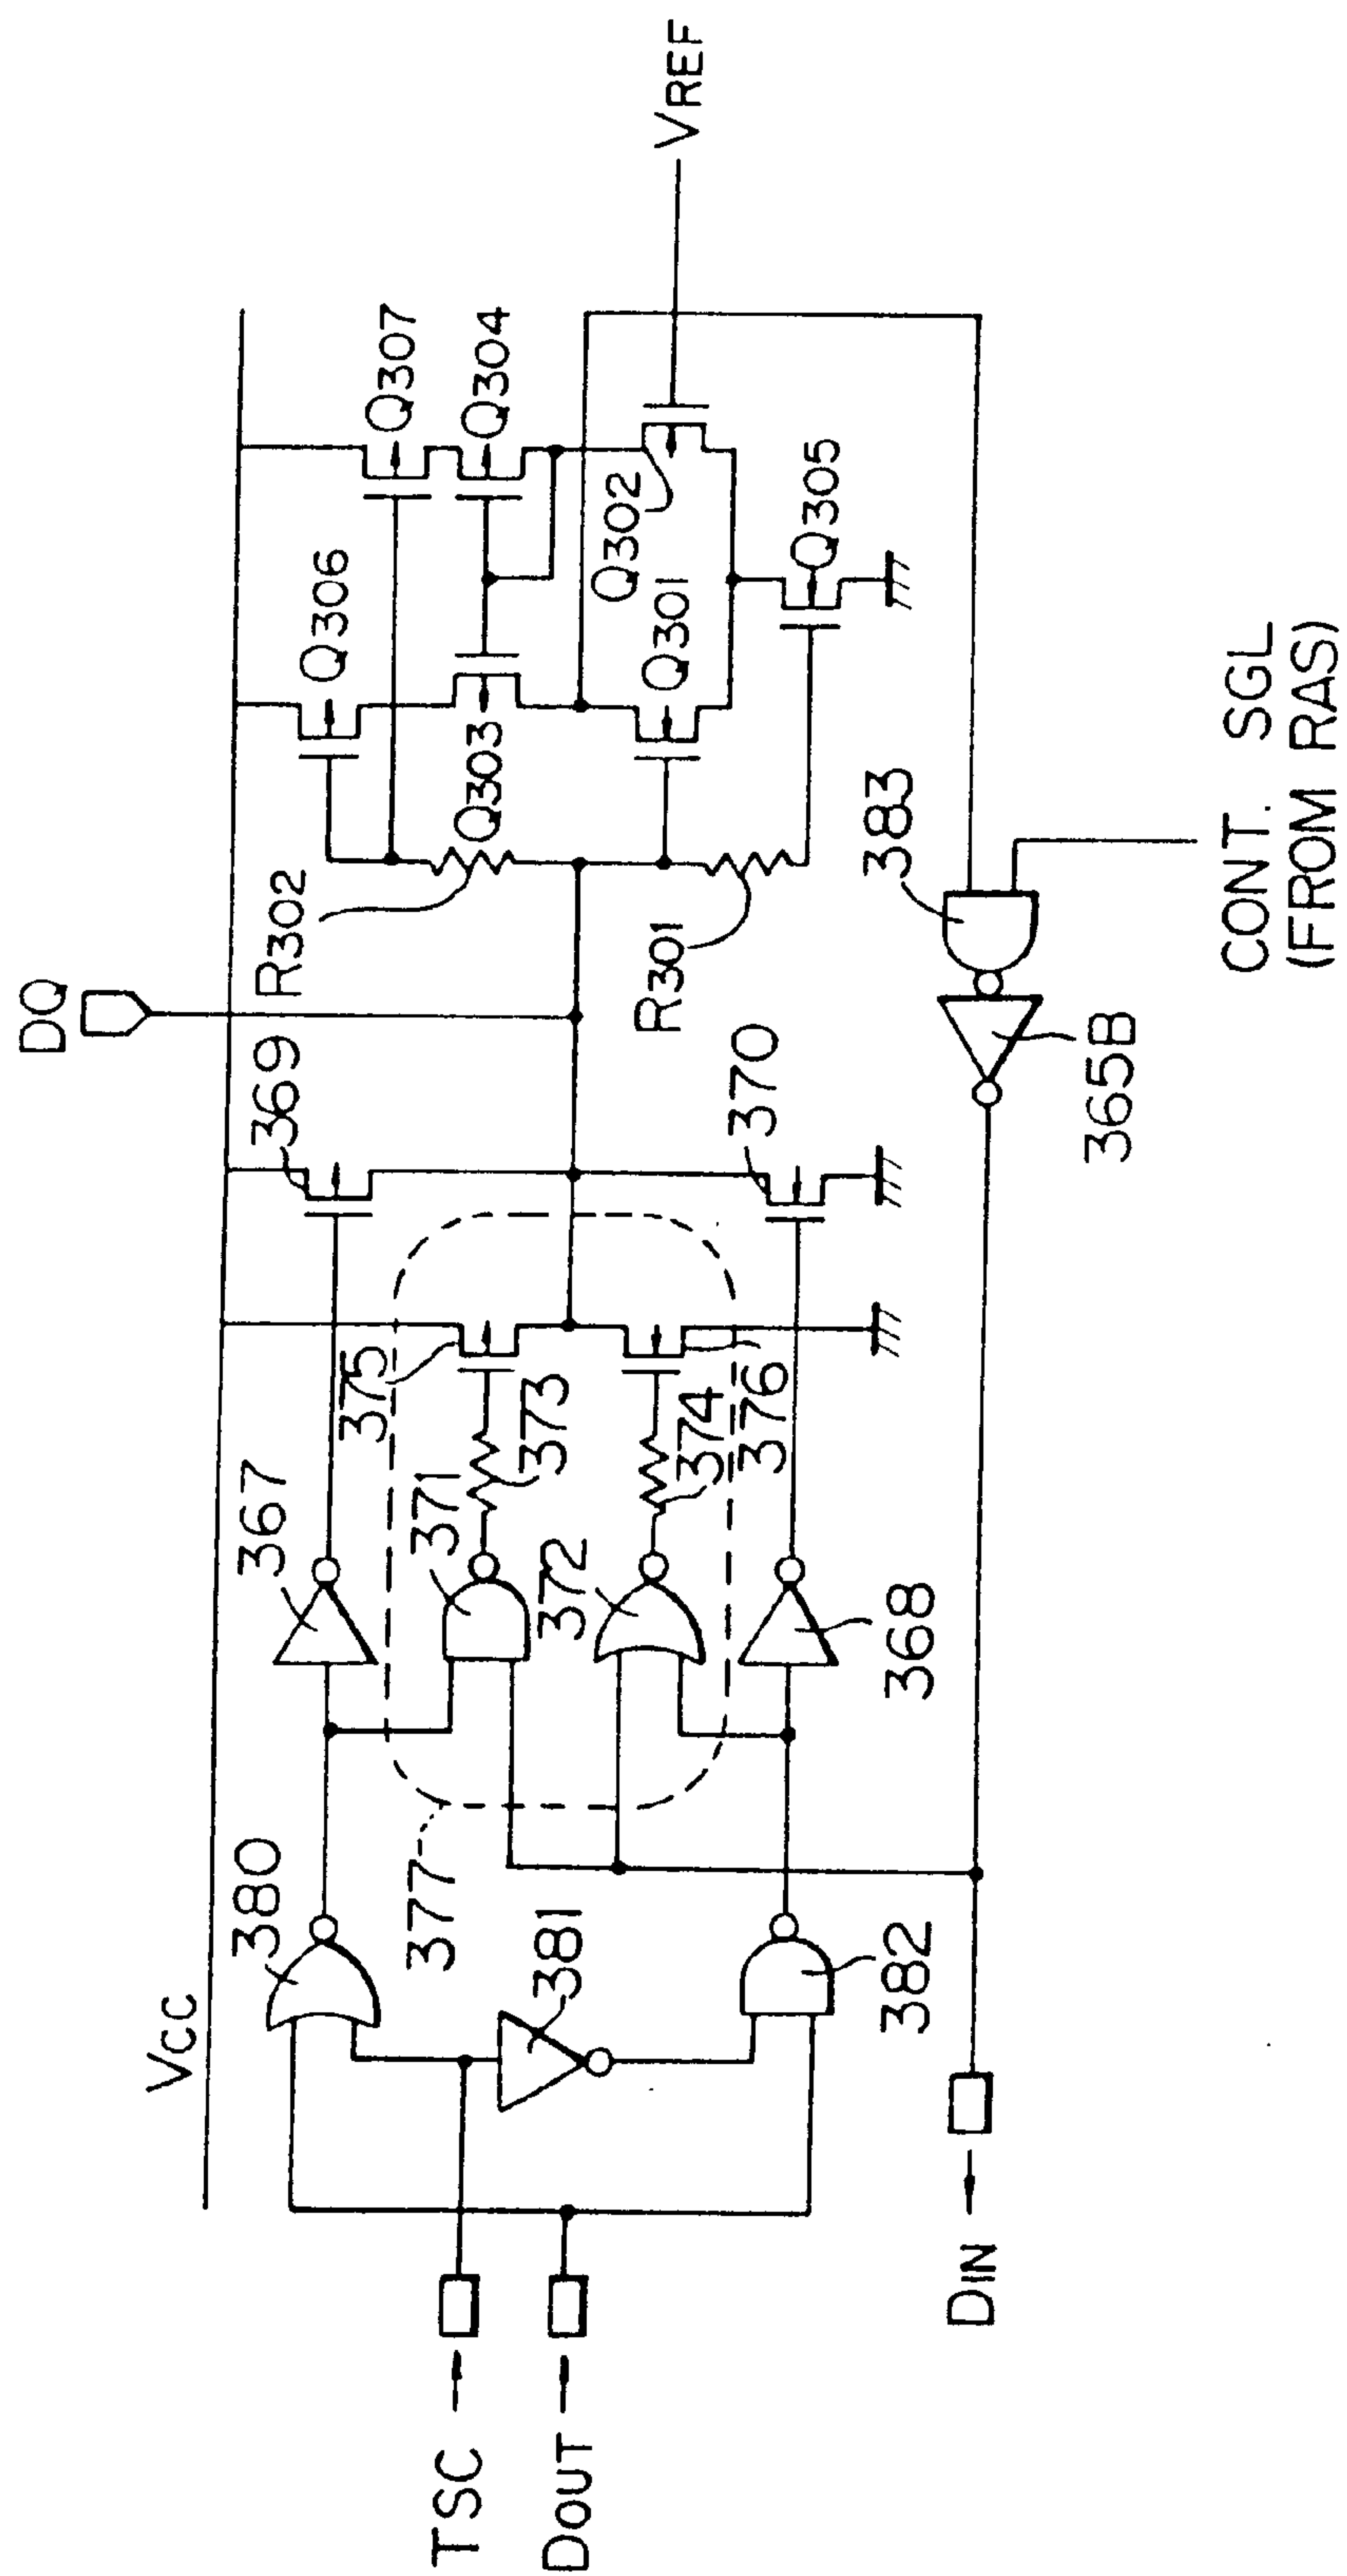 DQ
VCC
380
367
369
R302
Q306
Q307
375
371
373
Q303
Q304
377
381
372
374
376
370
R301
Q301
Q302
Q305
VREF
TSC
DOUT
382
368
365B
383
DIN
CONT. SGL
(FROM RAS)